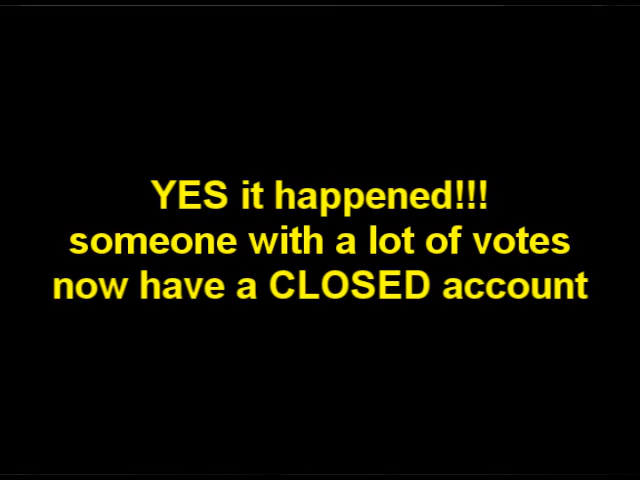 YES it happened!!!
someone with a lot of votes
now have a CLOSED account